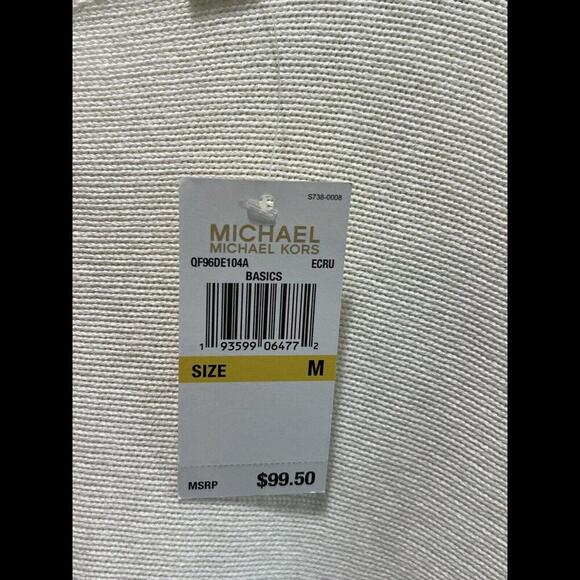 S738-0008
MICHAEL
MICHAEL KORS
QF96DE104A ECRU
BASICS
1 93599 06477 2
SIZE M
MSRP $99.50